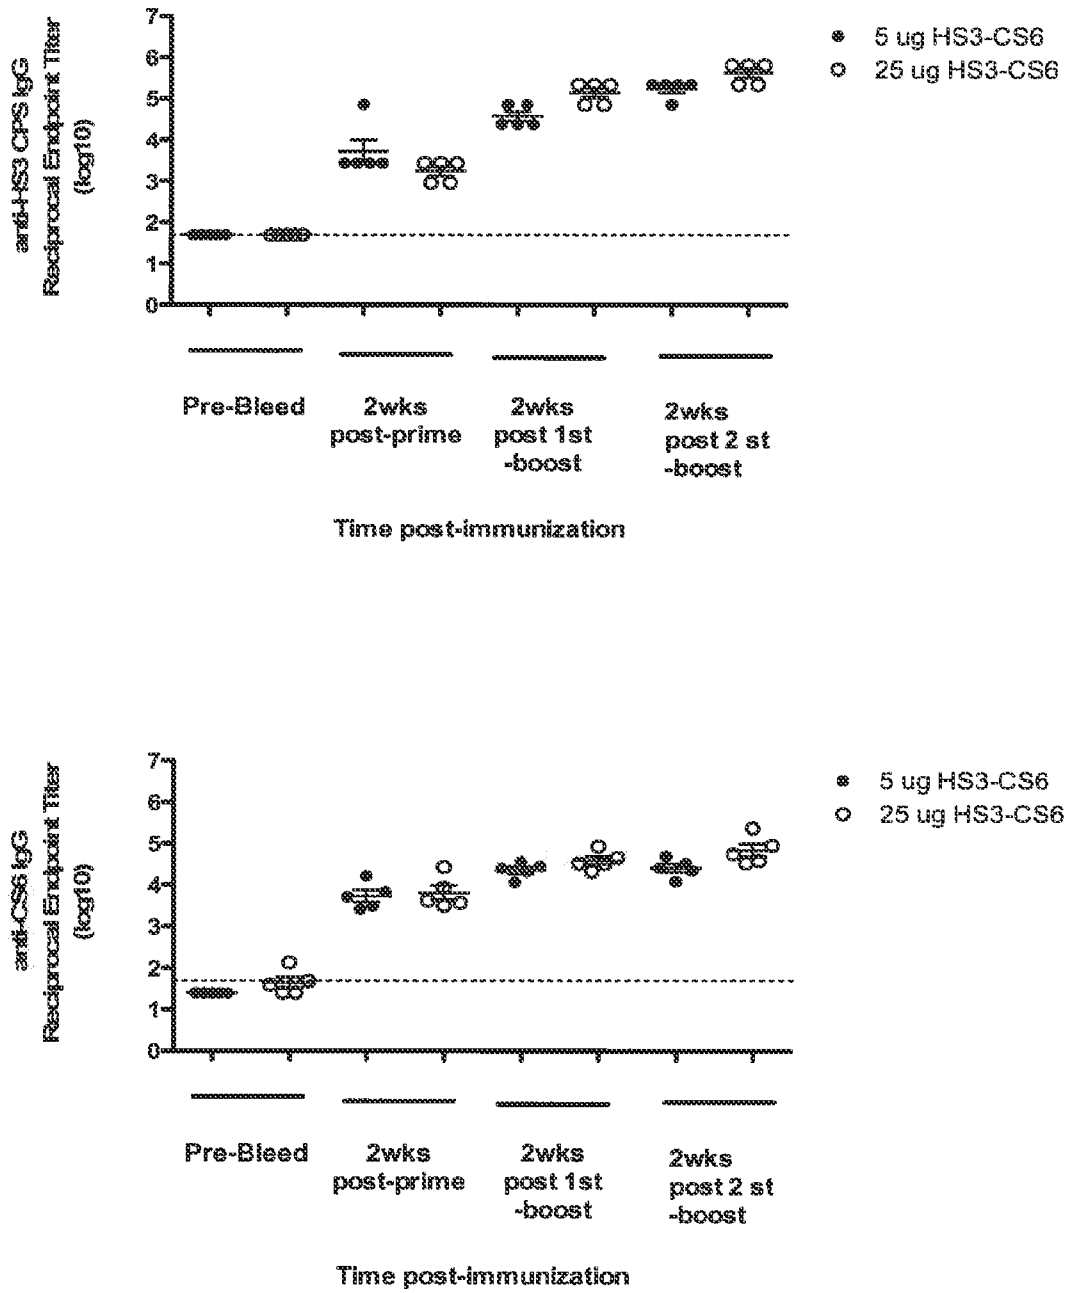 anti-HS3 CPS IgG
Reciprocal Endpoint Titer
(log10)
7
6
5
4
3
2
1
0
5 ug HS3-CS6
25 ug HS3-CS6
Pre-Bleed
2wks
post-prime
2wks
post 1st
-boost
2wks
post 2 st
-boost
Time post-immunization
anti-CS6 IgG
Reciprocal Endpoint Titer
(log10)
7
6
5
4
3
2
1
0
5 ug HS3-CS6
25 ug HS3-CS6
Pre-Bleed
2wks
post-prime
2wks
post 1st
-boost
2wks
post 2 st
-boost
Time post-immunization